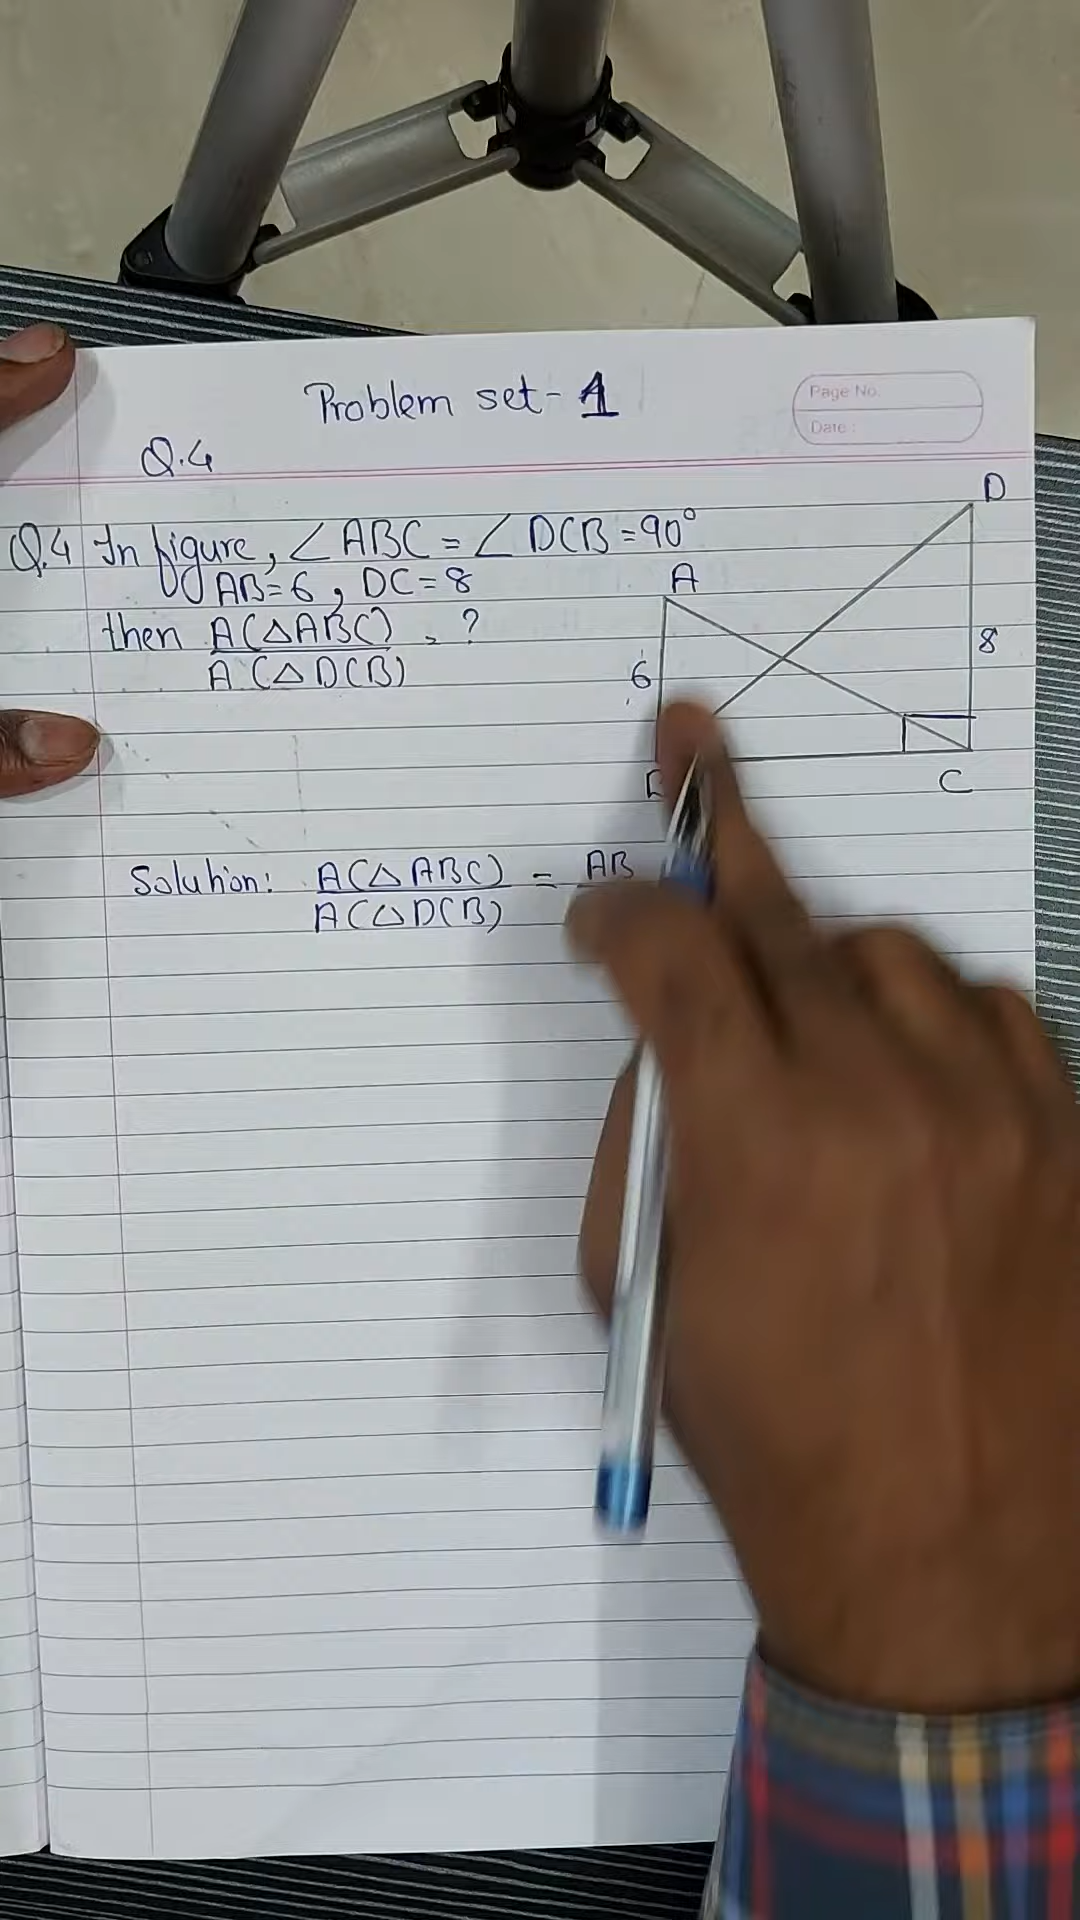 Problem set-1
Page No.
Date :
Q.4
Q.4 In figure, ∠ABC = ∠DCB = 90°
AB=6, DC=8
then A(△ABC) = ?
A(△DCB)
D
A
6
8
C
Solution: A(△ABC) = AB
A(△DCB)